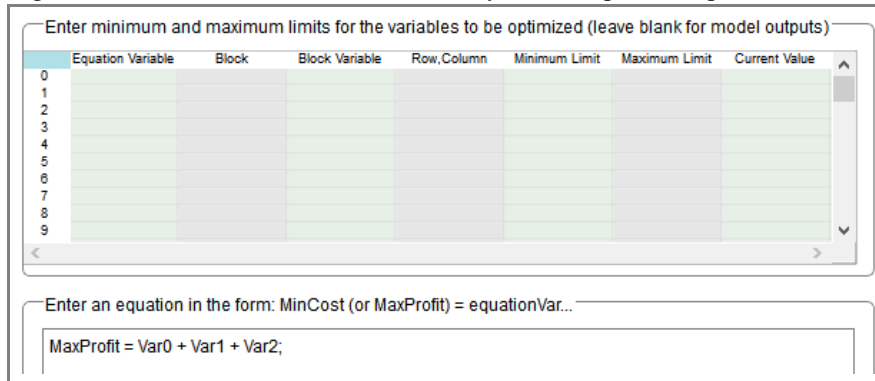 Enter minimum and maximum limits for the variables to be optimized (leave blank for model outputs)
Equation Variable Block Block Variable Row,Column Minimum Limit Maximum Limit Current Value
0
1
2
3
4
5
6
7
8
9
Enter an equation in the form: MinCost (or MaxProfit) = equationVar...
MaxProfit = Var0 + Var1 + Var2;